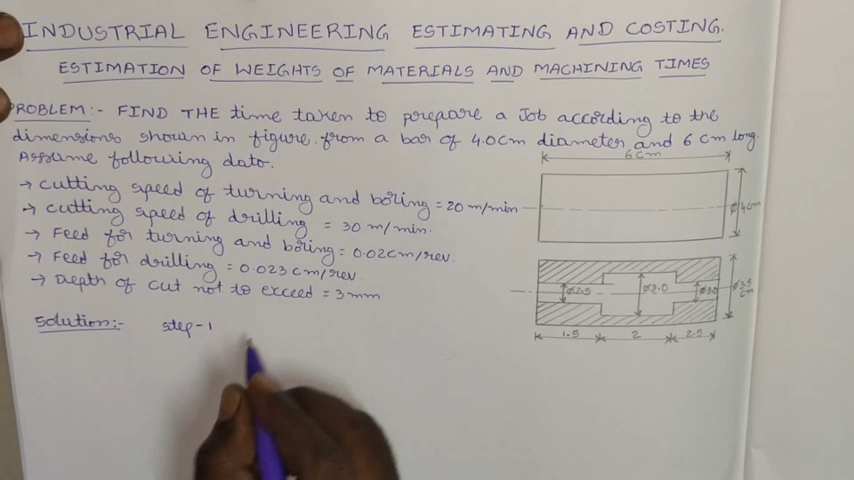 INDUSTRIAL ENGINEERING ESTIMATING AND COSTING.
ESTIMATION OF WEIGHTS OF MATERIALS AND MACHINING TIMES
PROBLEM:- FIND THE time taken to prepare a Job according to the
dimensions shown in figure. from a bar of 4.0cm diameter and 6 cm long.
Assume following data.
→ cutting speed of turning and boring = 20 m/min
→ cutting speed of drilling = 30 m/min.
→ Feed for turning and boring = 0.02cm/rev.
→ Feed for drilling = 0.023 cm/rev.
→ Depth of cut not to exceed = 3mm
Solution:- step-1
6cm
Ø4cm
Ø2.5
Ø3.0
cm
1.5 2 2.5